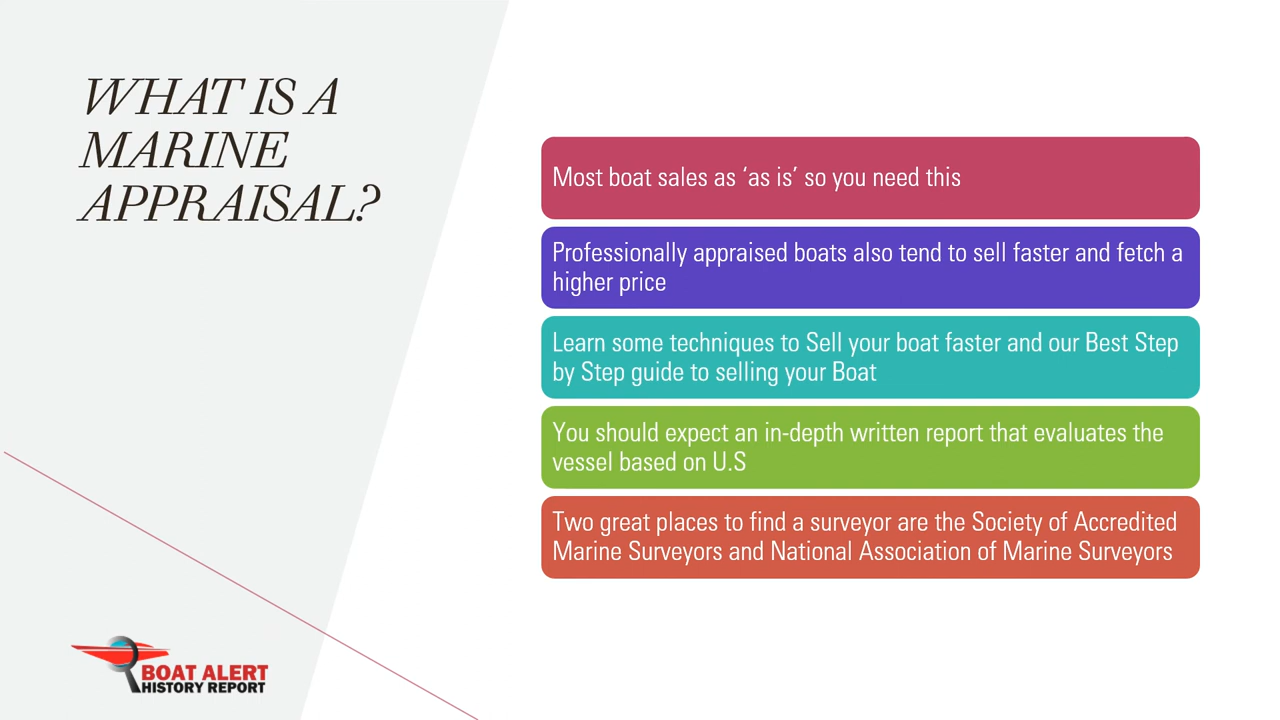 WHAT IS A
MARINE
APPRAISAL?
Most boat sales as ‘as is’ so you need this
Professionally appraised boats also tend to sell faster and fetch a
higher price
Learn some techniques to Sell your boat faster and our Best Step
by Step guide to selling your Boat
You should expect an in-depth written report that evaluates the
vessel based on U.S
Two great places to find a surveyor are the Society of Accredited
Marine Surveyors and National Association of Marine Surveyors
BOAT ALERT
HISTORY REPORT